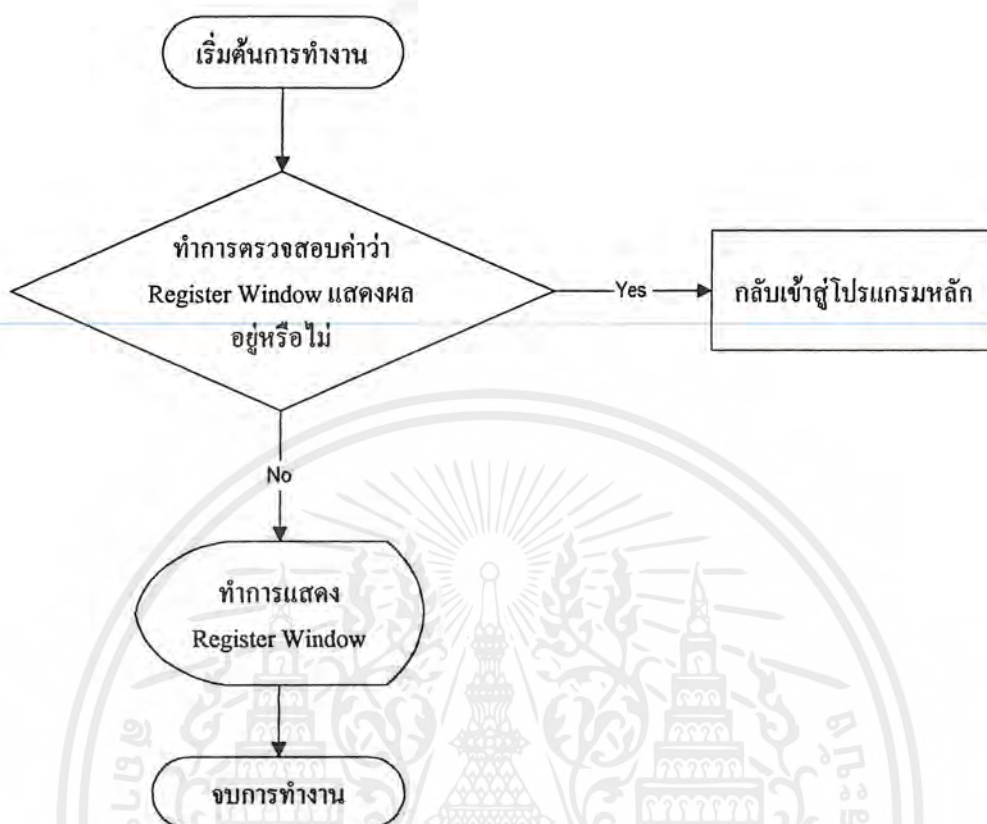 เริ่มต้นการทำงาน
ทำการตรวจสอบค่าว่า
Register Window แสดงผล
อยู่หรือไม่
Yes
กลับเข้าสู่โปรแกรมหลัก
No
ทำการแสดง
Register Window
จบการทำงาน